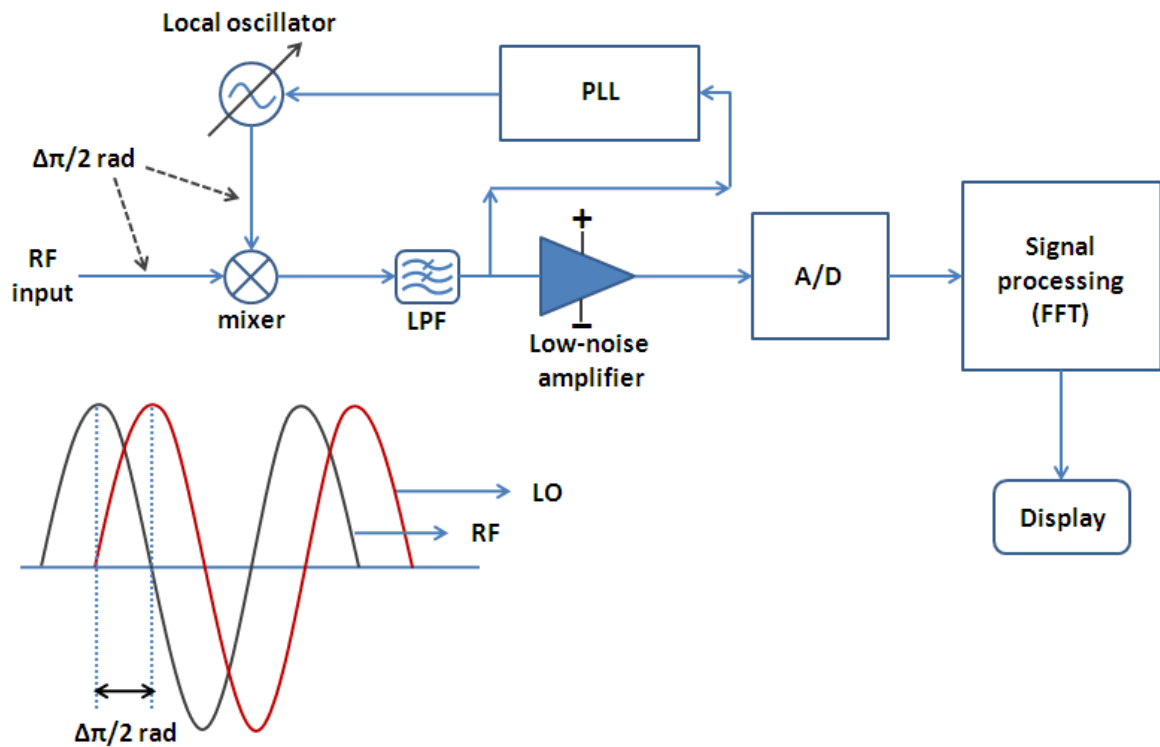 Local oscillator
PLL
Δπ/2 rad
RF
input
mixer
LPF
+
−
Low-noise
amplifier
A/D
Signal
processing
(FFT)
LO
RF
Display
Δπ/2 rad